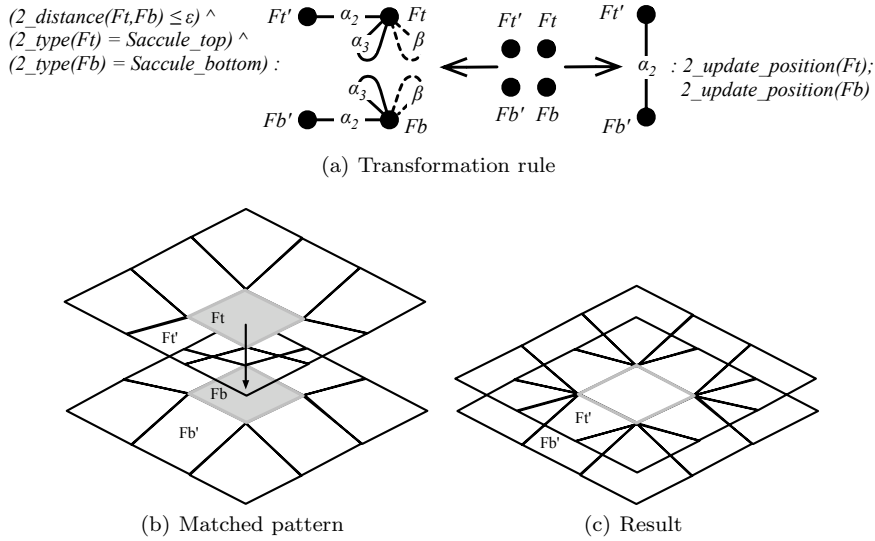 (2_distance(Ft,Fb) ≤ ε) ^
(2_type(Ft) = Saccule_top) ^
(2_type(Fb) = Saccule_bottom) :
Ft' α2 Ft
α3 β
α3 β
Fb' α2 Fb
Ft' Ft
Fb' Fb
Ft'
α2
Fb'
: 2_update_position(Ft);
2_update_position(Fb)
(a) Transformation rule
Ft
Ft'
Fb
Fb'
(b) Matched pattern
Ft'
Fb'
(c) Result